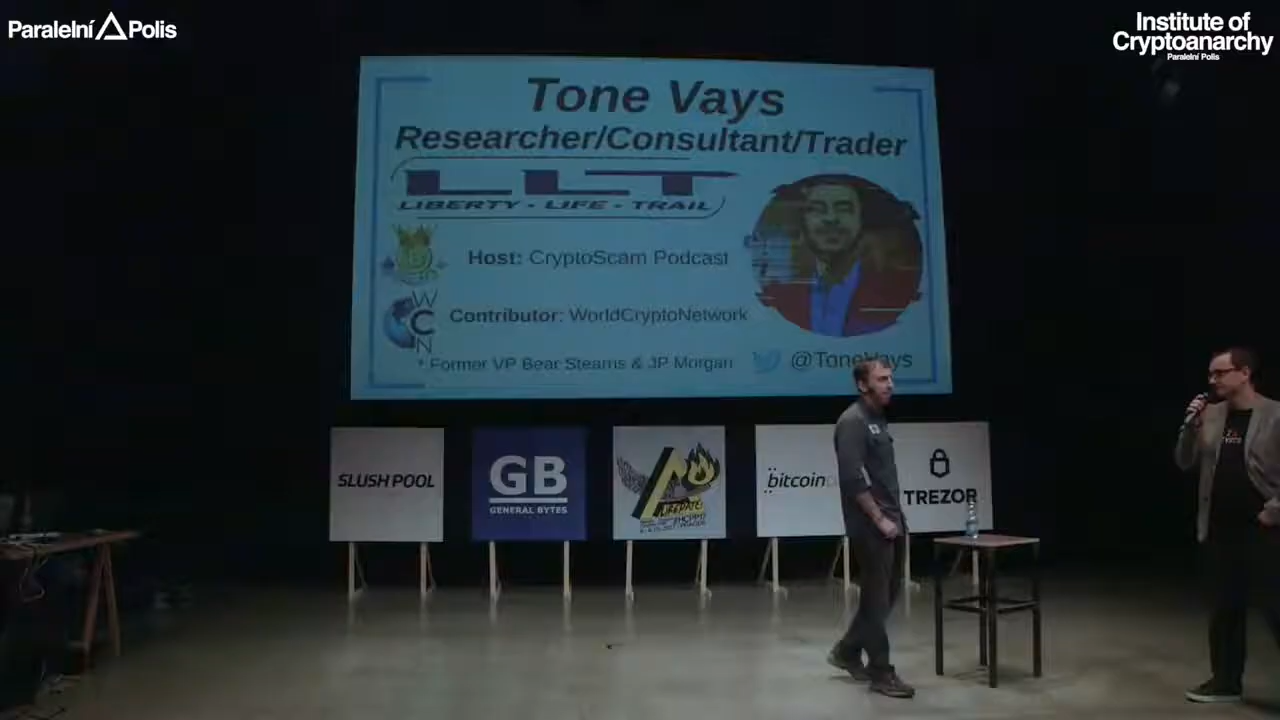 Paralelní Polis
Institute of
Cryptoanarchy
Paralelní Polis
Tone Vays
Researcher/Consultant/Trader
LLT
LIBERTY - LIFE - TRAIL
Host: CryptoScam Podcast
WCN
Contributor: WorldCryptoNetwork
* Former VP Bear Stearns & JP Morgan
@ToneVays
SLUSH POOL
GB
GENERAL BYTES
bitcoin
TREZOR